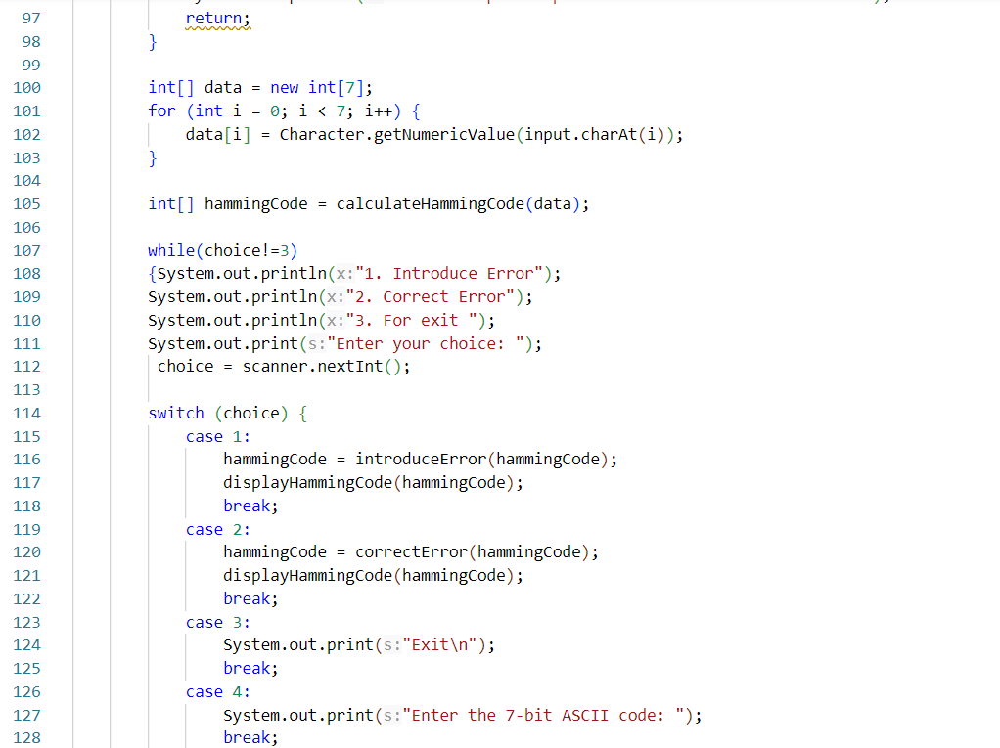 97 return;
98 }
99
100 int[] data = new int[7];
101 for (int i = 0; i < 7; i++) {
102 data[i] = Character.getNumericValue(input.charAt(i));
103 }
104
105 int[] hammingCode = calculateHammingCode(data);
106
107 while(choice!=3)
108 {System.out.println(x:"1. Introduce Error");
109 System.out.println(x:"2. Correct Error");
110 System.out.println(x:"3. For exit ");
111 System.out.print(s:"Enter your choice: ");
112 choice = scanner.nextInt();
113
114 switch (choice) {
115 case 1:
116 hammingCode = introduceError(hammingCode);
117 displayHammingCode(hammingCode);
118 break;
119 case 2:
120 hammingCode = correctError(hammingCode);
121 displayHammingCode(hammingCode);
122 break;
123 case 3:
124 System.out.print(s:"Exit\n");
125 break;
126 case 4:
127 System.out.print(s:"Enter the 7-bit ASCII code: ");
128 break;